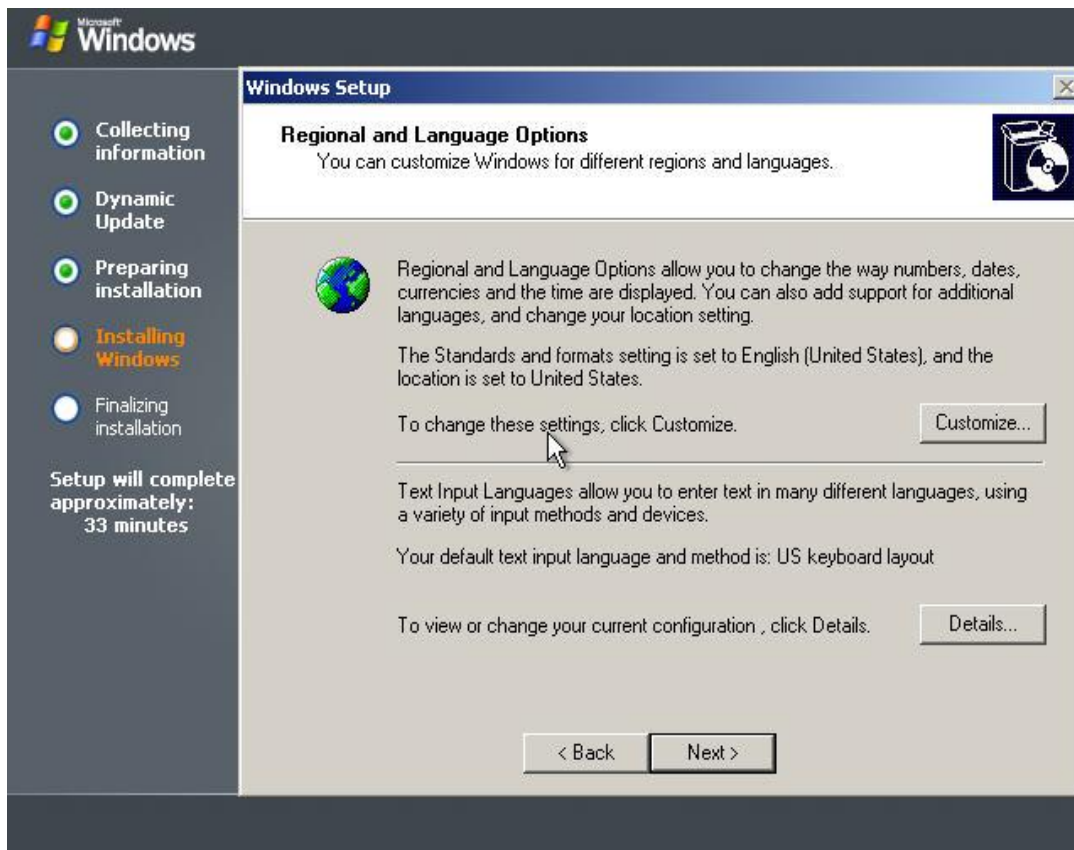 Microsoft
Windows
Collecting
information
Dynamic
Update
Preparing
installation
Installing
Windows
Finalizing
installation
Setup will complete
approximately:
33 minutes
Windows Setup
Regional and Language Options
You can customize Windows for different regions and languages.
Regional and Language Options allow you to change the way numbers, dates,
currencies and the time are displayed. You can also add support for additional
languages, and change your location setting.
The Standards and formats setting is set to English (United States), and the
location is set to United States.
To change these settings, click Customize.
Customize...
Text Input Languages allow you to enter text in many different languages, using
a variety of input methods and devices.
Your default text input language and method is: US keyboard layout
To view or change your current configuration , click Details.
Details...
< Back
Next >